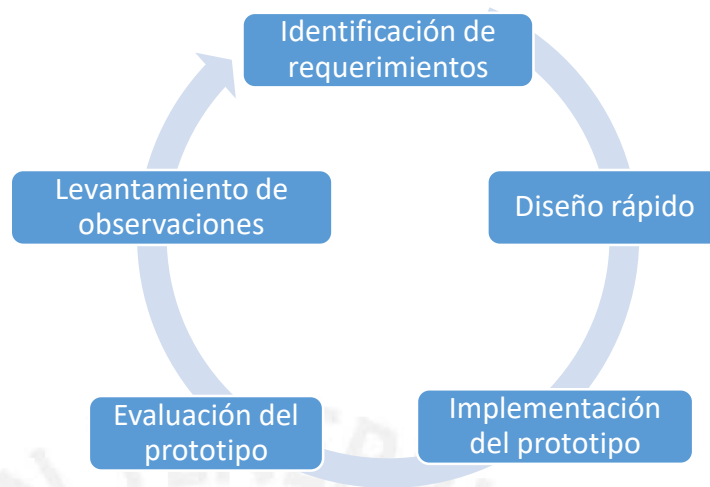 Identificación de
requerimientos
Diseño rápido
Implementación
del prototipo
Evaluación del
prototipo
Levantamiento de
observaciones